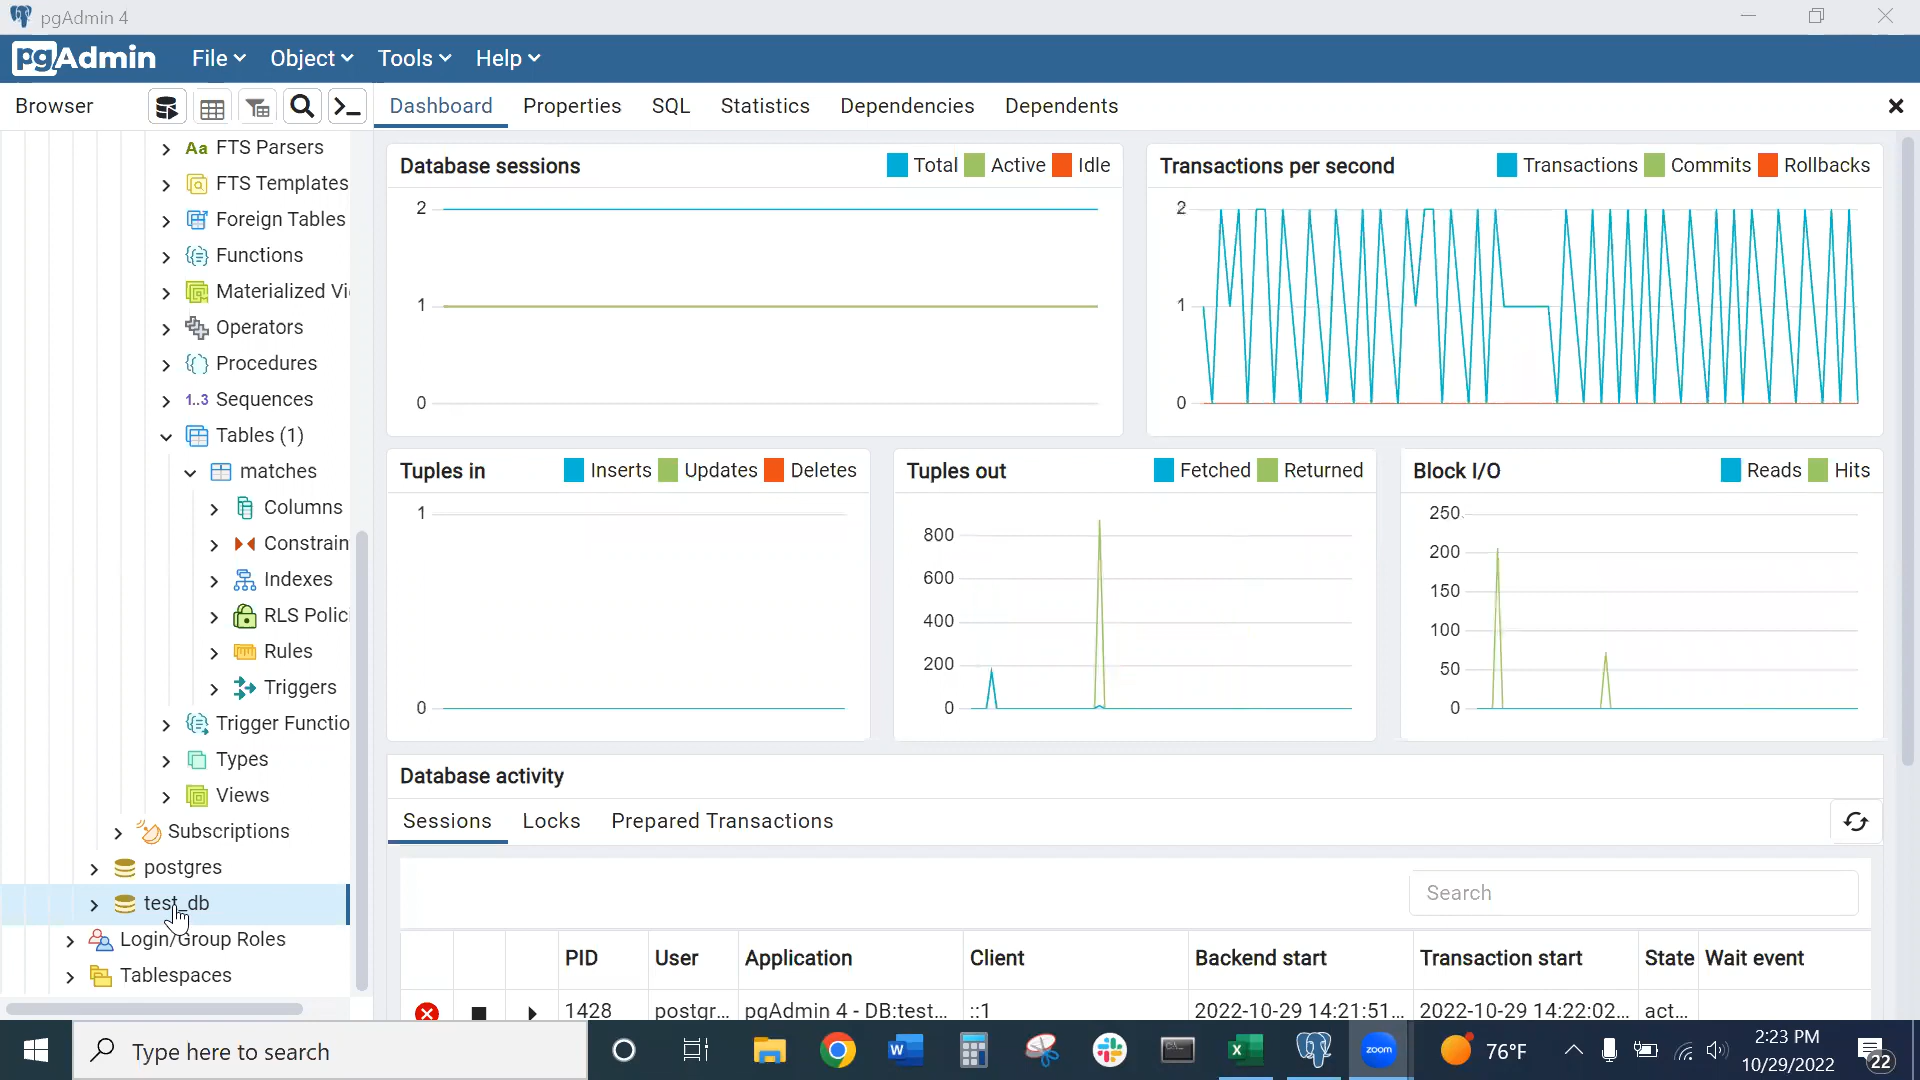 pgAdmin 4
pgAdmin File Object Tools Help
Browser Dashboard Properties SQL Statistics Dependencies Dependents
Aa FTS Parsers
FTS Templates
Foreign Tables
Functions
Materialized Vi
Operators
Procedures
1..3 Sequences
Tables (1)
matches
Columns
Constrain
Indexes
RLS Polic
Rules
Triggers
Trigger Functio
Types
Views
Subscriptions
postgres
test_db
Login/Group Roles
Tablespaces
Database sessions Total Active Idle
2
1
0
Transactions per second Transactions Commits Rollbacks
2
1
0
Tuples in Inserts Updates Deletes
1
0
Tuples out Fetched Returned
800
600
400
200
0
Block I/O Reads Hits
250
200
150
100
50
0
Database activity
Sessions Locks Prepared Transactions
Search
PID User Application Client Backend start Transaction start State Wait event
1428 postgr... pgAdmin 4 - DB:test... ::1 2022-10-29 14:21:51... 2022-10-29 14:22:02... act...
Type here to search
zoom
76°F
2:23 PM
10/29/2022
22